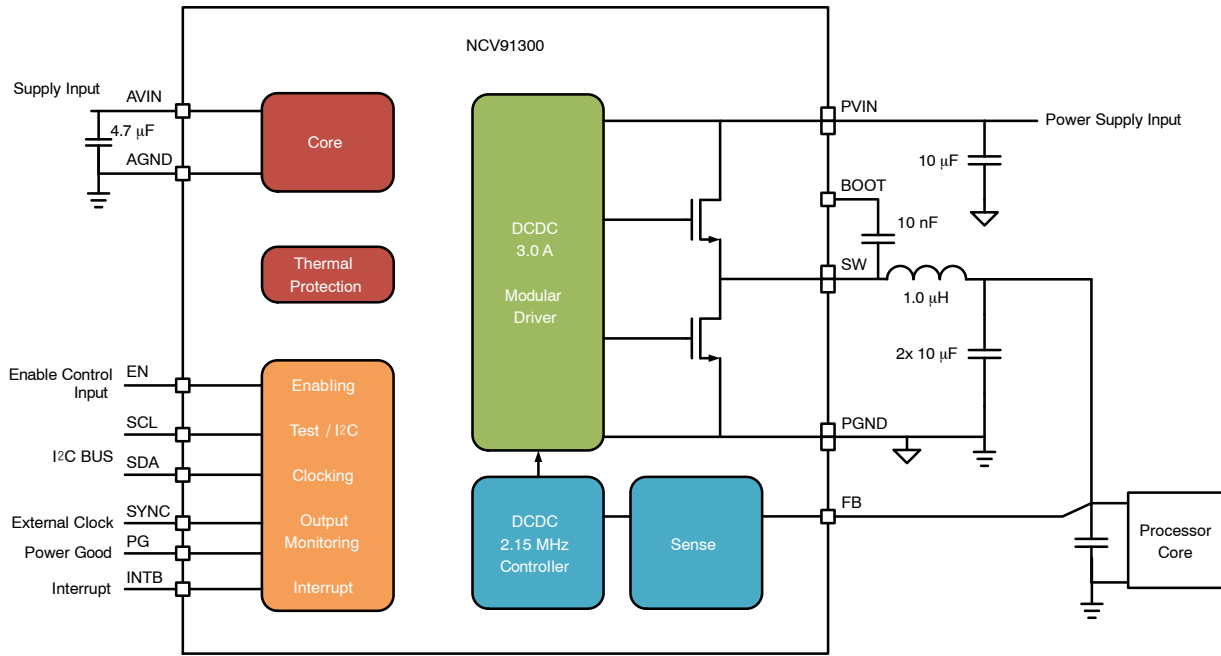 NCV91300
Supply Input
AVIN
4.7 μF
AGND
Core
Thermal
Protection
Enable Control
Input
EN
SCL
I²C BUS
SDA
External Clock
SYNC
Power Good
PG
Interrupt
INTB
Enabling
Test / I²C
Clocking
Output
Monitoring
Interrupt
DCDC
3.0 A
Modular
Driver
DCDC
2.15 MHz
Controller
Sense
PVIN
Power Supply Input
10 μF
BOOT
10 nF
SW
1.0 μH
2x 10 μF
PGND
FB
Processor
Core